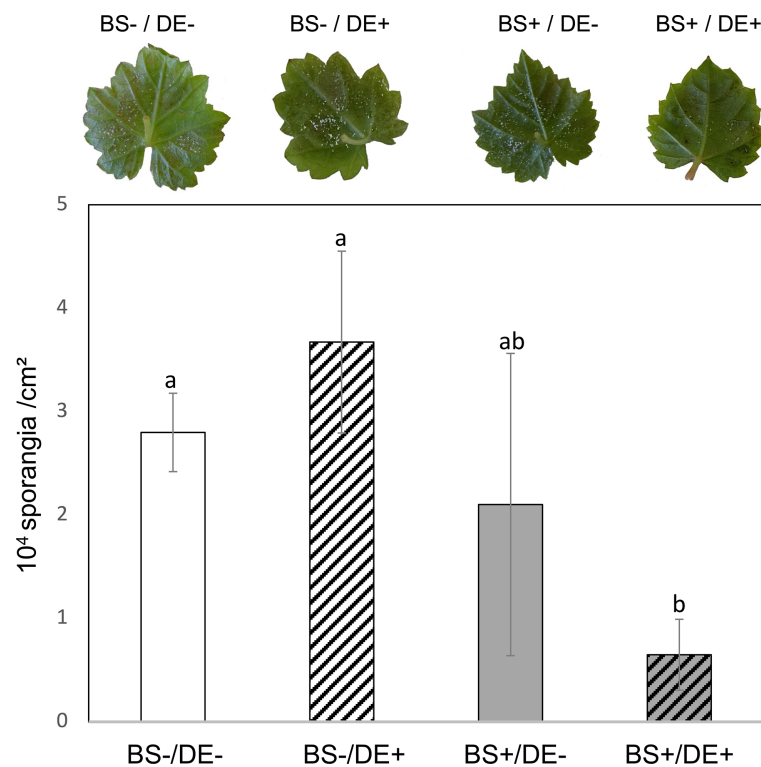 BS- / DE- BS- / DE+ BS+ / DE- BS+ / DE+
5
4
3
2
1
0
10⁴ sporangia /cm²
a
a
ab
b
BS-/DE- BS-/DE+ BS+/DE- BS+/DE+